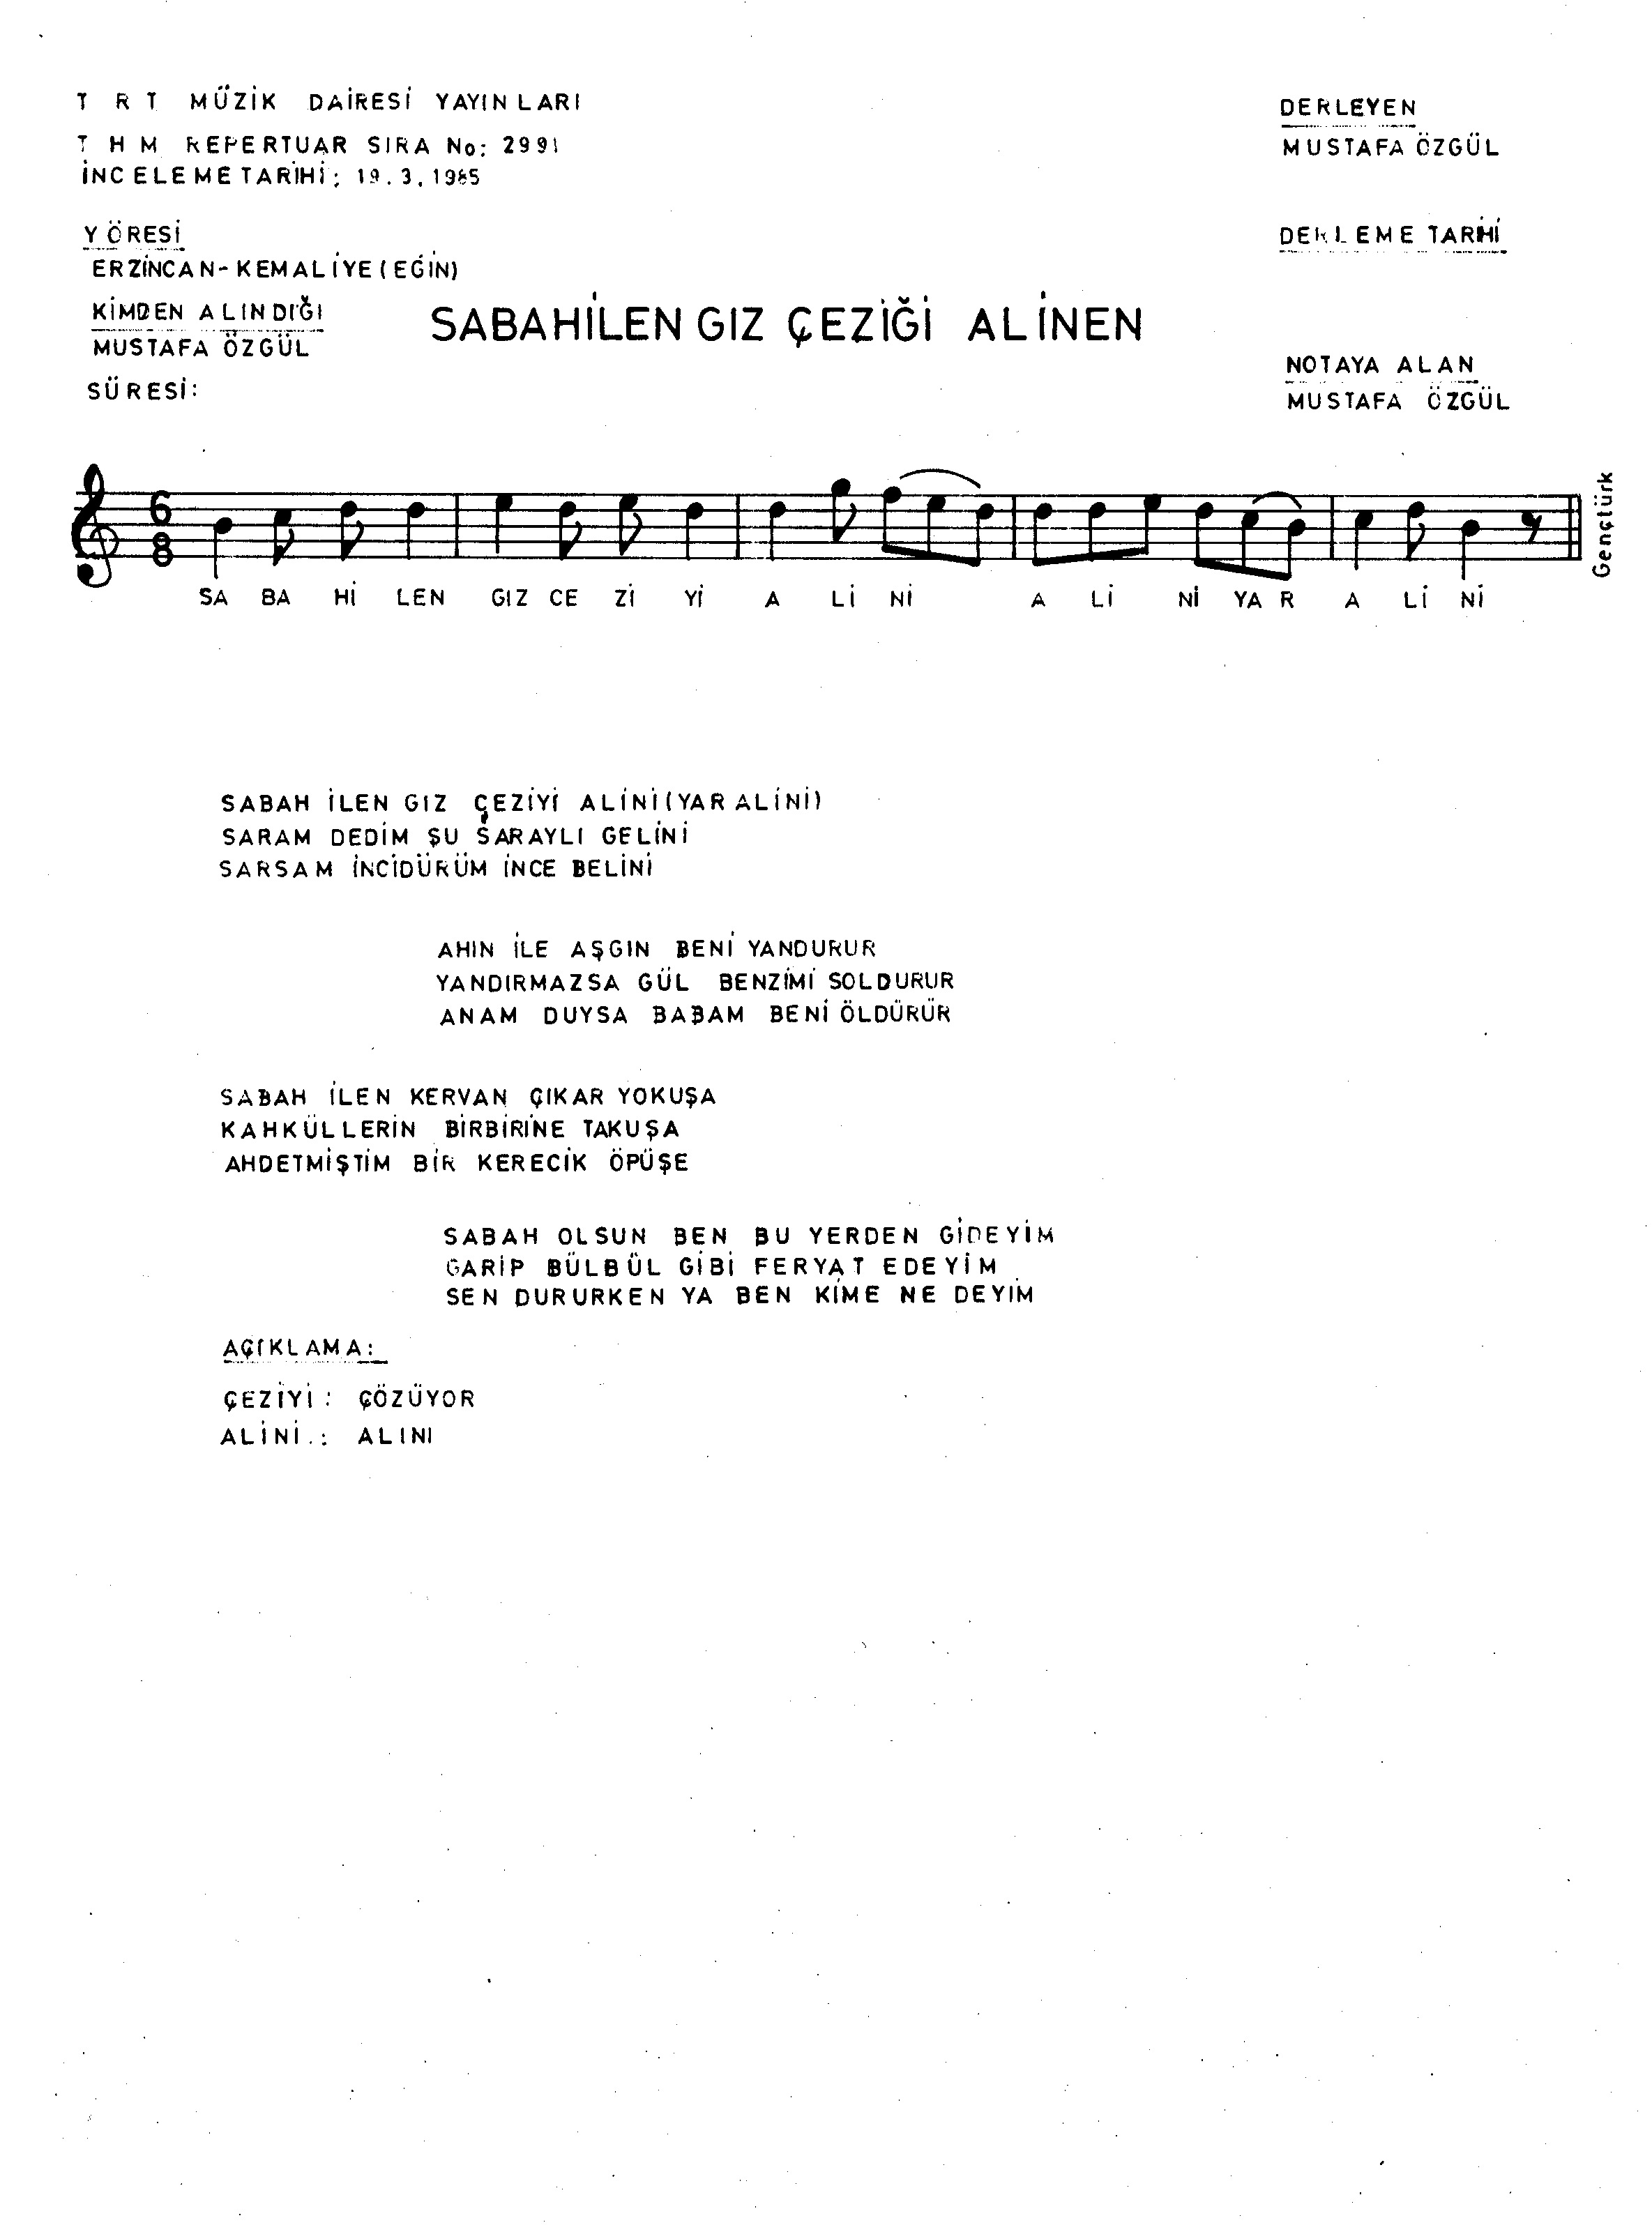 TRT MÜZİK DAİRESİ YAYINLARI
THM REPERTUAR SIRA No: 2991
İNCELEME TARİHİ: 19.3.1985
YÖRESİ
ERZİNCAN-KEMALİYE (EĞİN)
KİMDEN ALINDIĞI
MUSTAFA ÖZGÜL
SÜRESİ:
DERLEYEN
MUSTAFA ÖZGÜL
DERLEME TARİHİ
NOTAYA ALAN
MUSTAFA ÖZGÜL
SABAHİLEN GIZ ÇEZİĞİ ALİNEN
6
8
Gençtürk
SA BA Hİ LEN GIZ CE Zİ Yİ A Lİ Nİ A Lİ Nİ YA R A Lİ Nİ
SABAH İLEN GIZ ÇEZİYİ ALİNİ (YAR ALİNİ)
SARAM DEDİM ŞU SARAYLI GELİNİ
SARSAM İNCİDÜRÜM İNCE BELİNİ
AHIN İLE AŞGIN BENİ YANDURUR
YANDIRMAZSA GÜL BENZİMİ SOLDURUR
ANAM DUYSA BABAM BENİ ÖLDÜRÜR
SABAH İLEN KERVAN ÇIKAR YOKUŞA
KAHKÜLLERİN BİRBİRİNE TAKUŞA
AHDETMİŞTİM BİR KERECİK ÖPÜŞE
SABAH OLSUN BEN BU YERDEN GİDEYİM
GARİP BÜLBÜL GİBİ FERYAT EDEYİM
SEN DURURKEN YA BEN KİME NE DEYİM
AÇIKLAMA:
ÇEZİYİ: ÇÖZÜYOR
ALİNİ.: ALINI